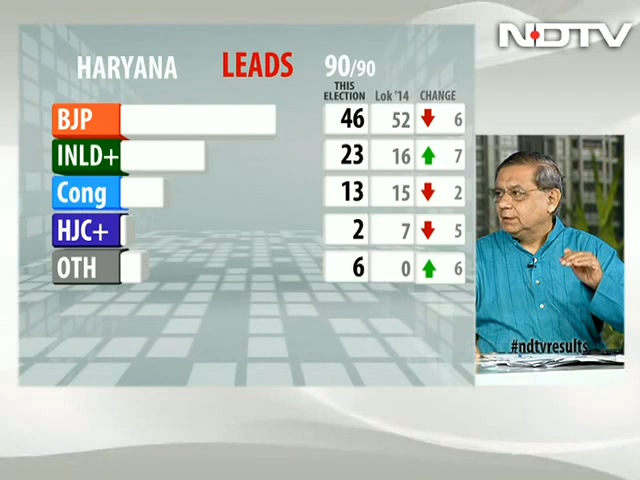 NDTV
HARYANA LEADS 90/90
THIS ELECTION Lok '14 CHANGE
BJP 46 52 6
INLD+ 23 16 7
Cong 13 15 2
HJC+ 2 7 5
OTH 6 0 6
#ndtvresults